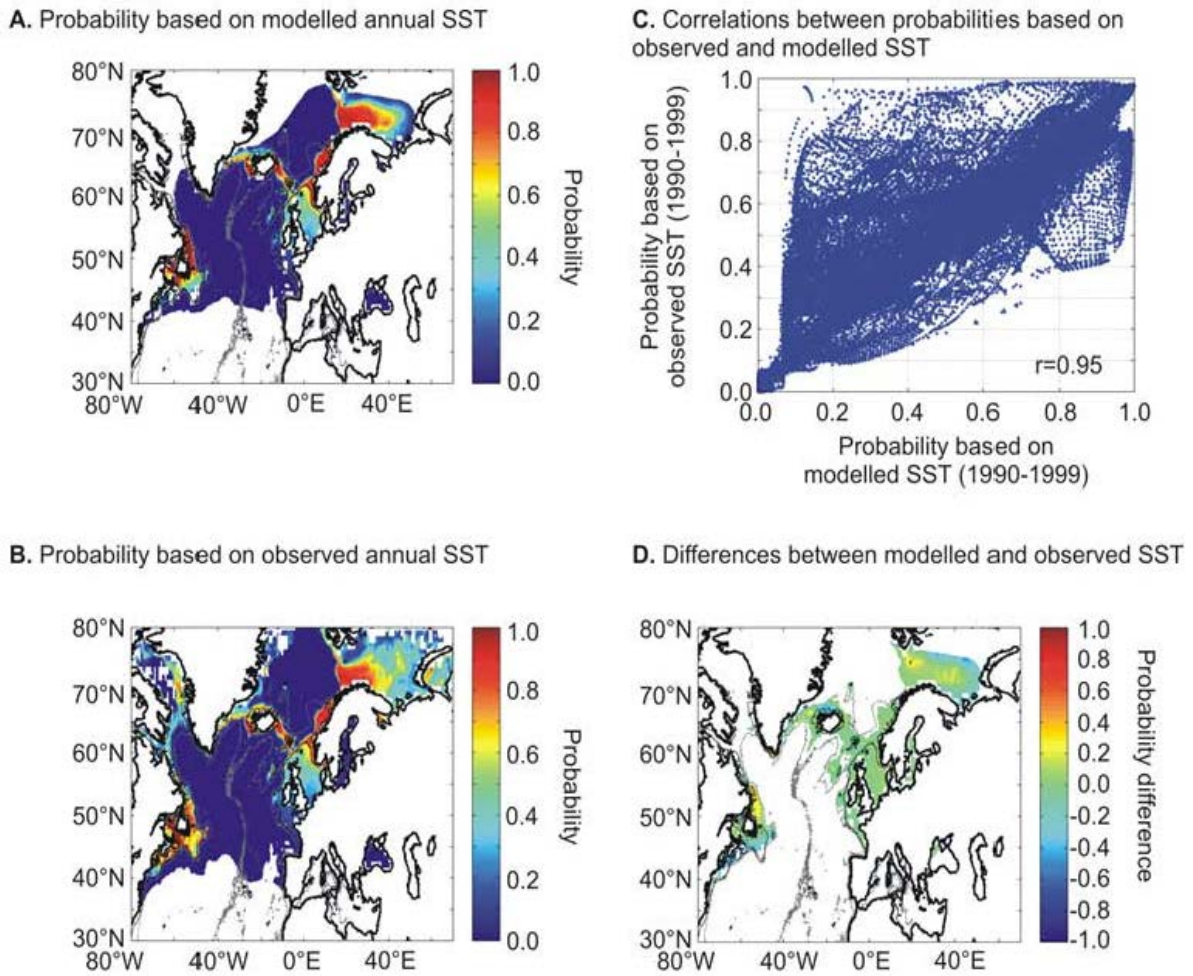 A. Probability based on modelled annual SST
80°N
70°N
60°N
50°N
40°N
30°N
80°W
40°W
0°E
40°E
1.0
0.8
0.6
0.4
0.2
0.0
Probability
C. Correlations between probabilities based on
observed and modelled SST
Probability based on
observed SST (1990-1999)
1.0
0.8
0.6
0.4
0.2
0.0
r=0.95
0.0
0.2
0.4
0.6
0.8
1.0
Probability based on
modelled SST (1990-1999)
B. Probability based on observed annual SST
80°N
70°N
60°N
50°N
40°N
30°N
80°W
40°W
0°E
40°E
1.0
0.8
0.6
0.4
0.2
0.0
Probability
D. Differences between modelled and observed SST
80°N
70°N
60°N
50°N
40°N
30°N
80°W
40°W
0°E
40°E
1.0
0.8
0.6
0.4
0.2
0.0
-0.2
-0.4
-0.6
-0.8
-1.0
Probability difference